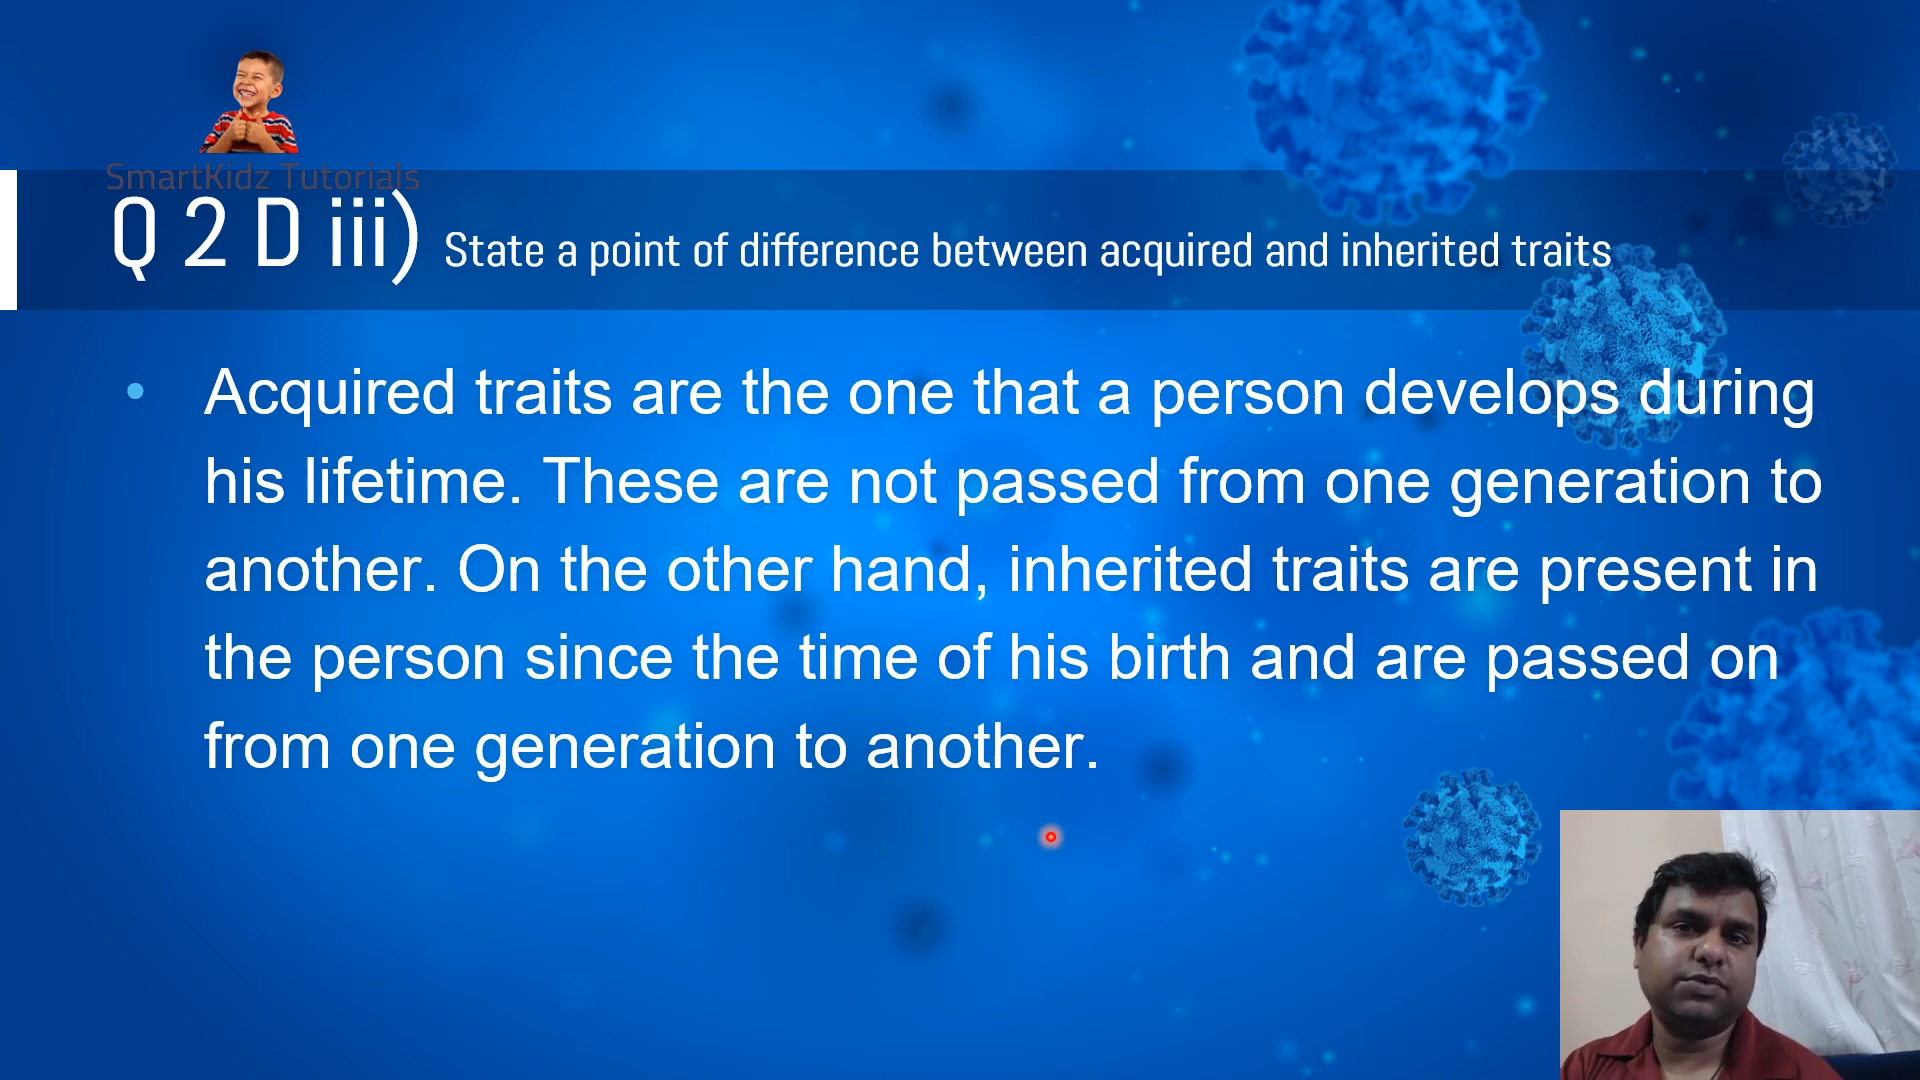 SmartKidz Tutorials
Q 2 D iii) State a point of difference between acquired and inherited traits
• Acquired traits are the one that a person develops during
his lifetime. These are not passed from one generation to
another. On the other hand, inherited traits are present in
the person since the time of his birth and are passed on
from one generation to another.